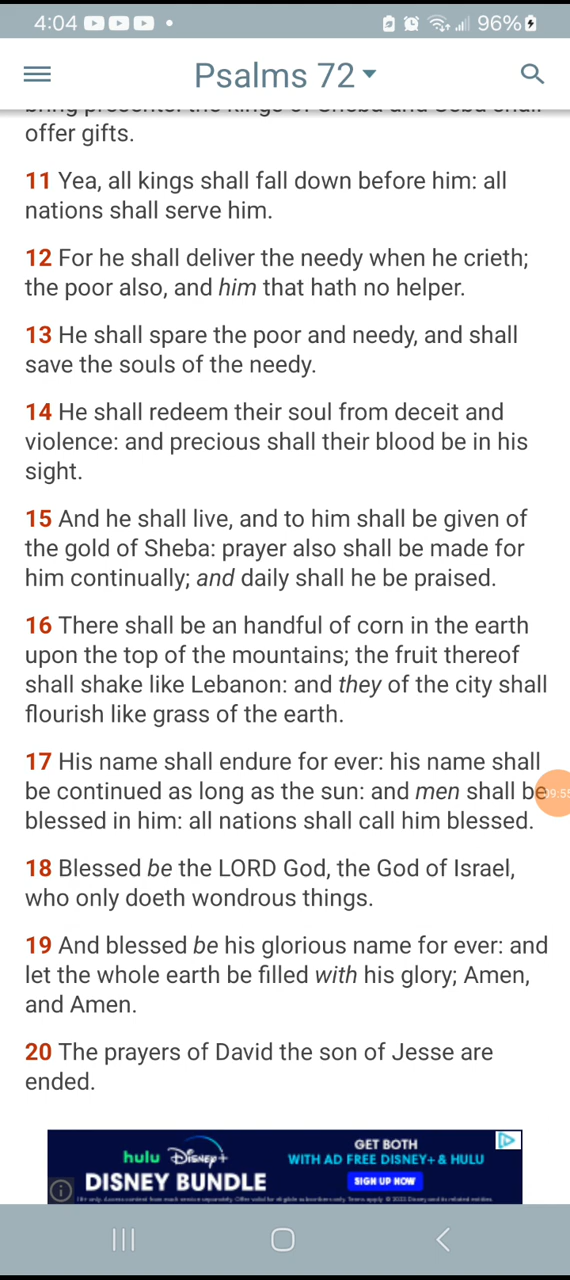 4:04
96%
Psalms 72
offer gifts.
11 Yea, all kings shall fall down before him: all
nations shall serve him.
12 For he shall deliver the needy when he crieth;
the poor also, and him that hath no helper.
13 He shall spare the poor and needy, and shall
save the souls of the needy.
14 He shall redeem their soul from deceit and
violence: and precious shall their blood be in his
sight.
15 And he shall live, and to him shall be given of
the gold of Sheba: prayer also shall be made for
him continually; and daily shall he be praised.
16 There shall be an handful of corn in the earth
upon the top of the mountains; the fruit thereof
shall shake like Lebanon: and they of the city shall
flourish like grass of the earth.
17 His name shall endure for ever: his name shall
be continued as long as the sun: and men shall be
blessed in him: all nations shall call him blessed.
18 Blessed be the LORD God, the God of Israel,
who only doeth wondrous things.
19 And blessed be his glorious name for ever: and
let the whole earth be filled with his glory; Amen,
and Amen.
20 The prayers of David the son of Jesse are
ended.
hulu Disney+
DISNEY BUNDLE
GET BOTH
WITH AD FREE DISNEY+ & HULU
SIGN UP NOW